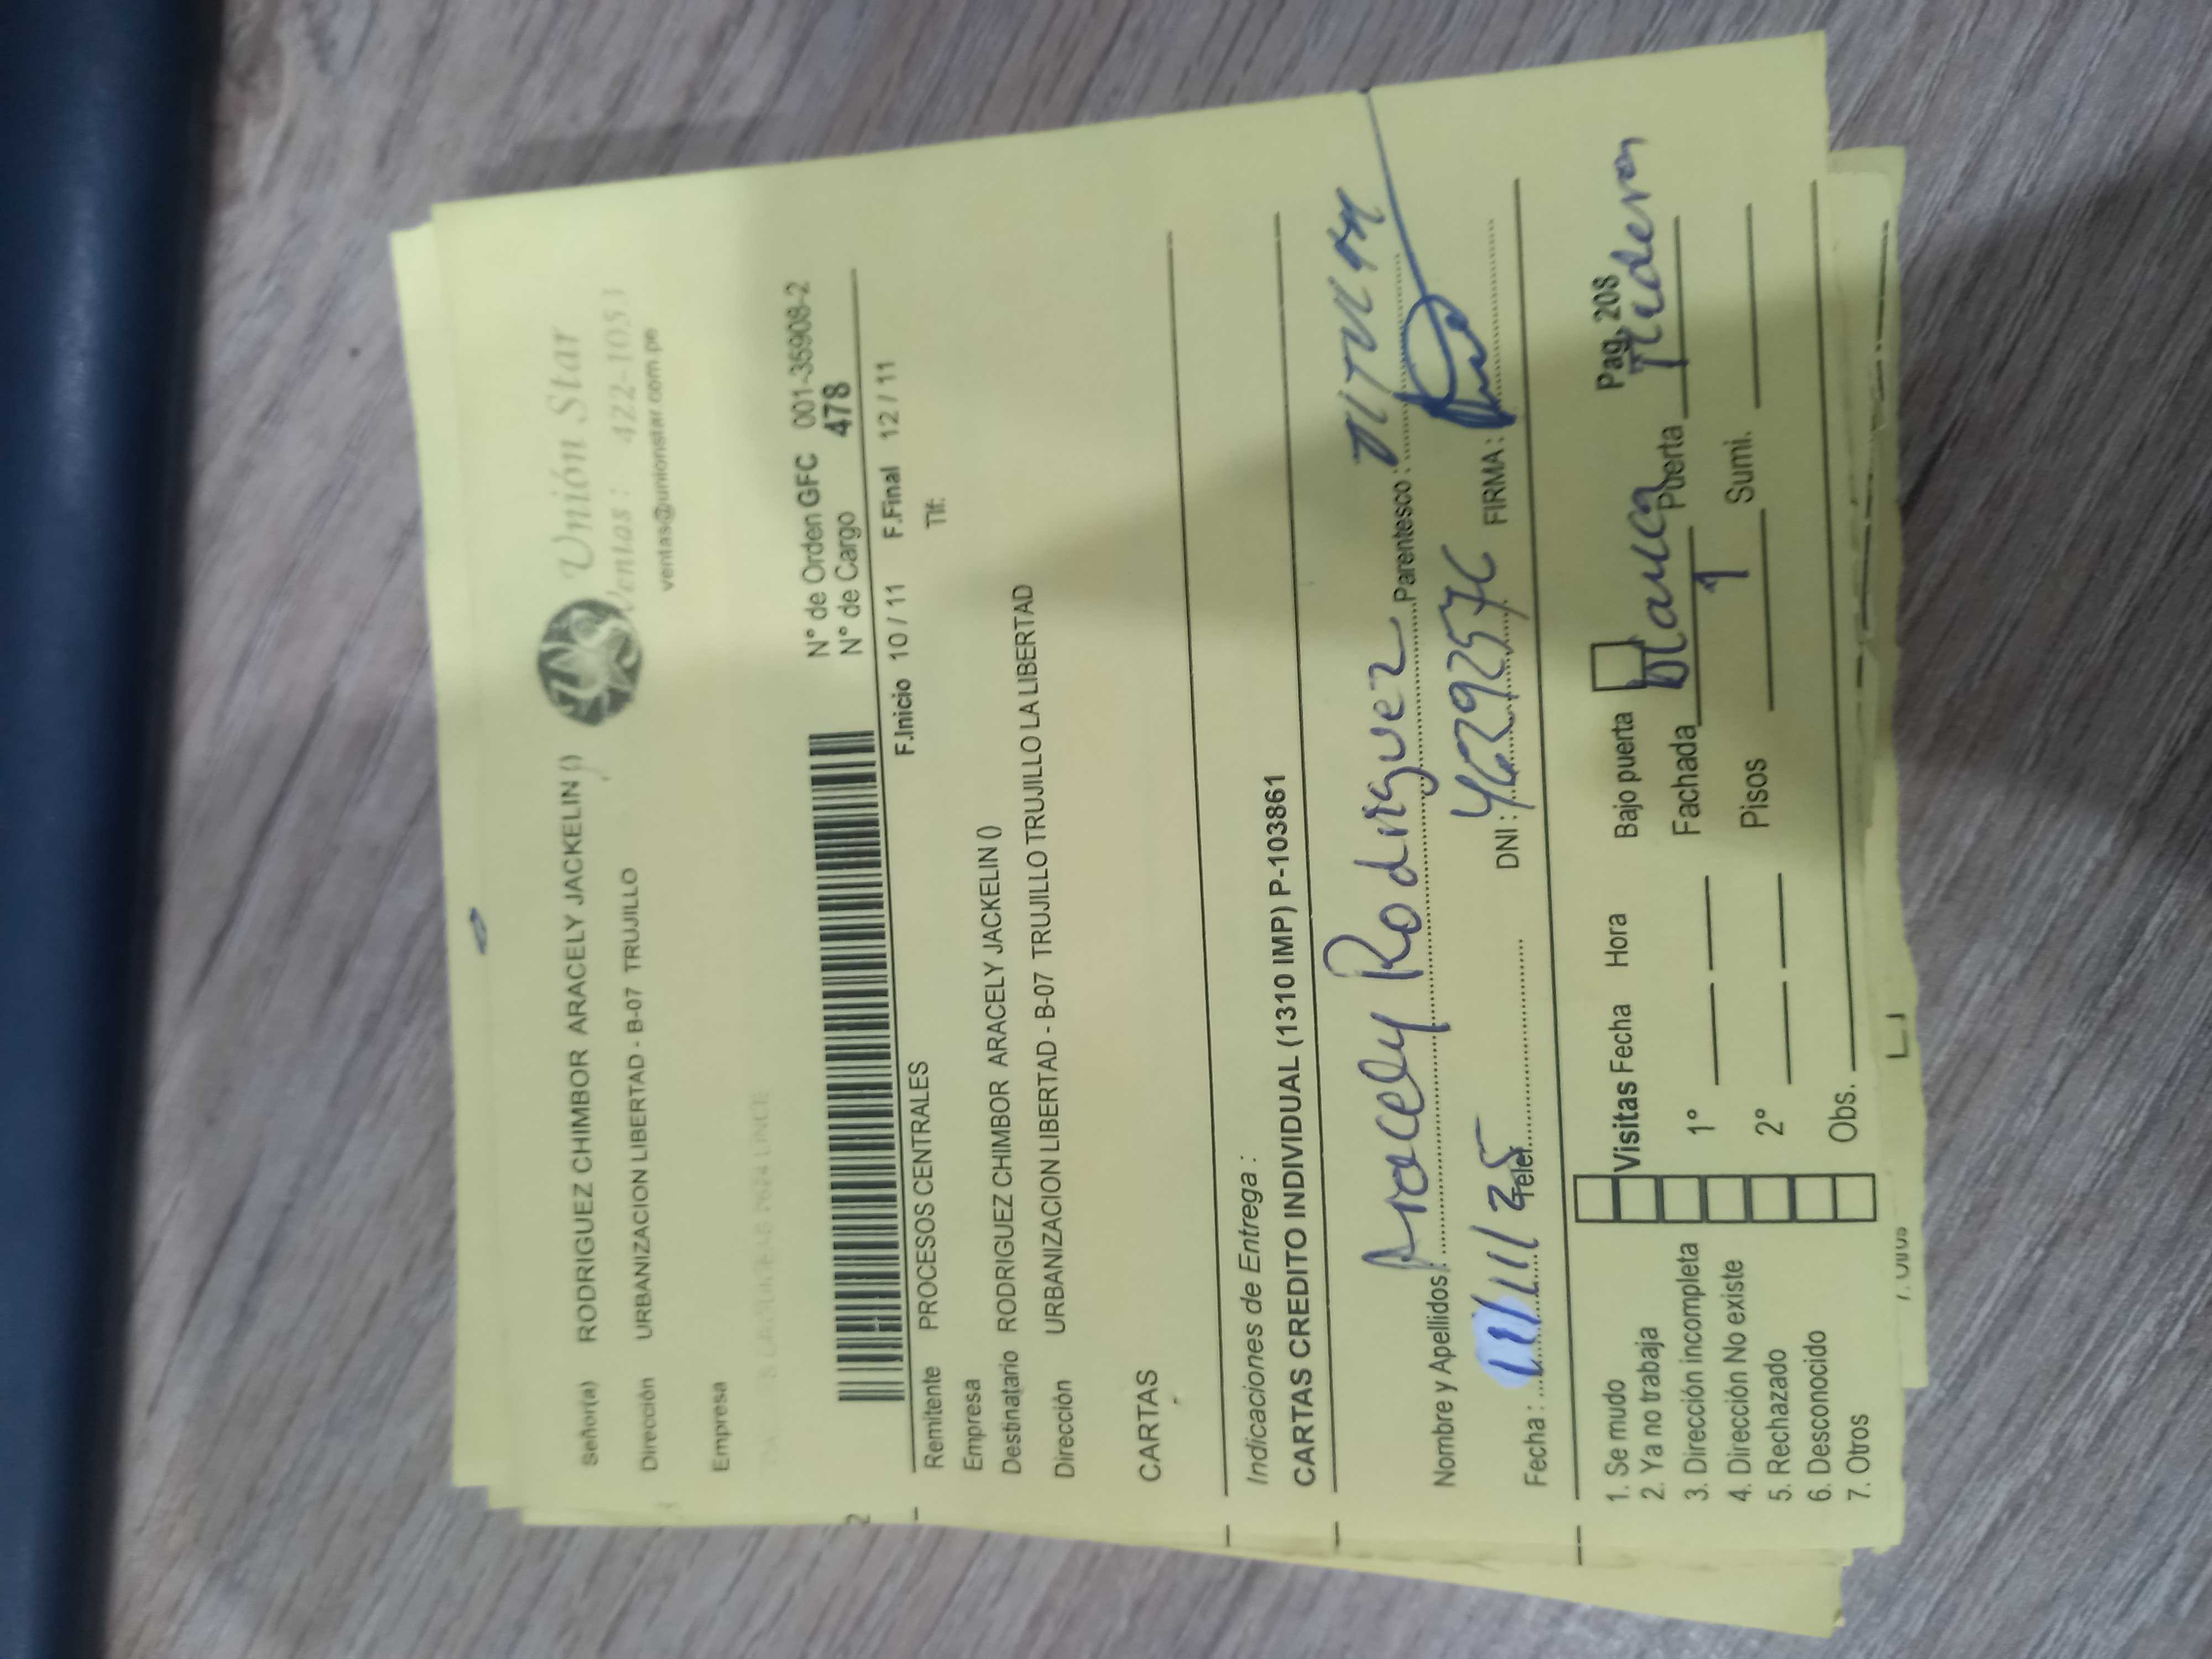 Unión Star
Ventas : 422-1053
ventas@unionstar.com.pe
Señor(a) RODRIGUEZ CHIMBOR ARACELY JACKELIN ()
Dirección URBANIZACION LIBERTAD - B-07 TRUJILLO
Empresa
N° de Orden GFC 001-35908-2
N° de Cargo 478
2
F.Inicio 10 / 11 F.Final 12 / 11
Remitente PROCESOS CENTRALES Tlf:
Empresa
Destinatario RODRIGUEZ CHIMBOR ARACELY JACKELIN ()
Dirección URBANIZACION LIBERTAD - B-07 TRUJILLO TRUJILLO LA LIBERTAD
CARTAS
Indicaciones de Entrega :
CARTAS CREDITO INDIVIDUAL (1310 IMP) P-103861
Nombre y Apellidos: Aracely Rodriguez Parentesco : TITULAR
Fecha : 11/11/25 Telef. DNI : FIRMA :
1. Se mudo
2. Ya no trabaja
3. Dirección incompleta
4. Dirección No existe
5. Rechazado
6. Desconocido
7. Otros
Visitas Fecha Hora
1°
2°
Obs.
Bajo puerta Pag. 208
Fachada Blanca Puerta Madera
Pisos 1 Sumi.
7. Otros